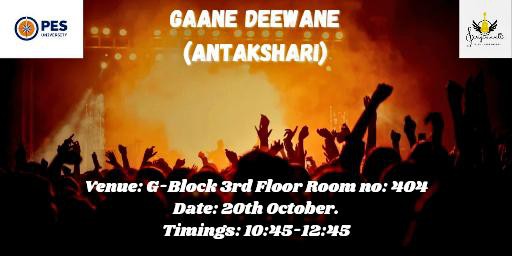 PES
UNIVERSITY
GAANE DEEWANE
(ANTAKSHARI)
Venue: G-Block 3rd Floor Room no: 404
Date: 20th October.
Timings: 10:45-12:45